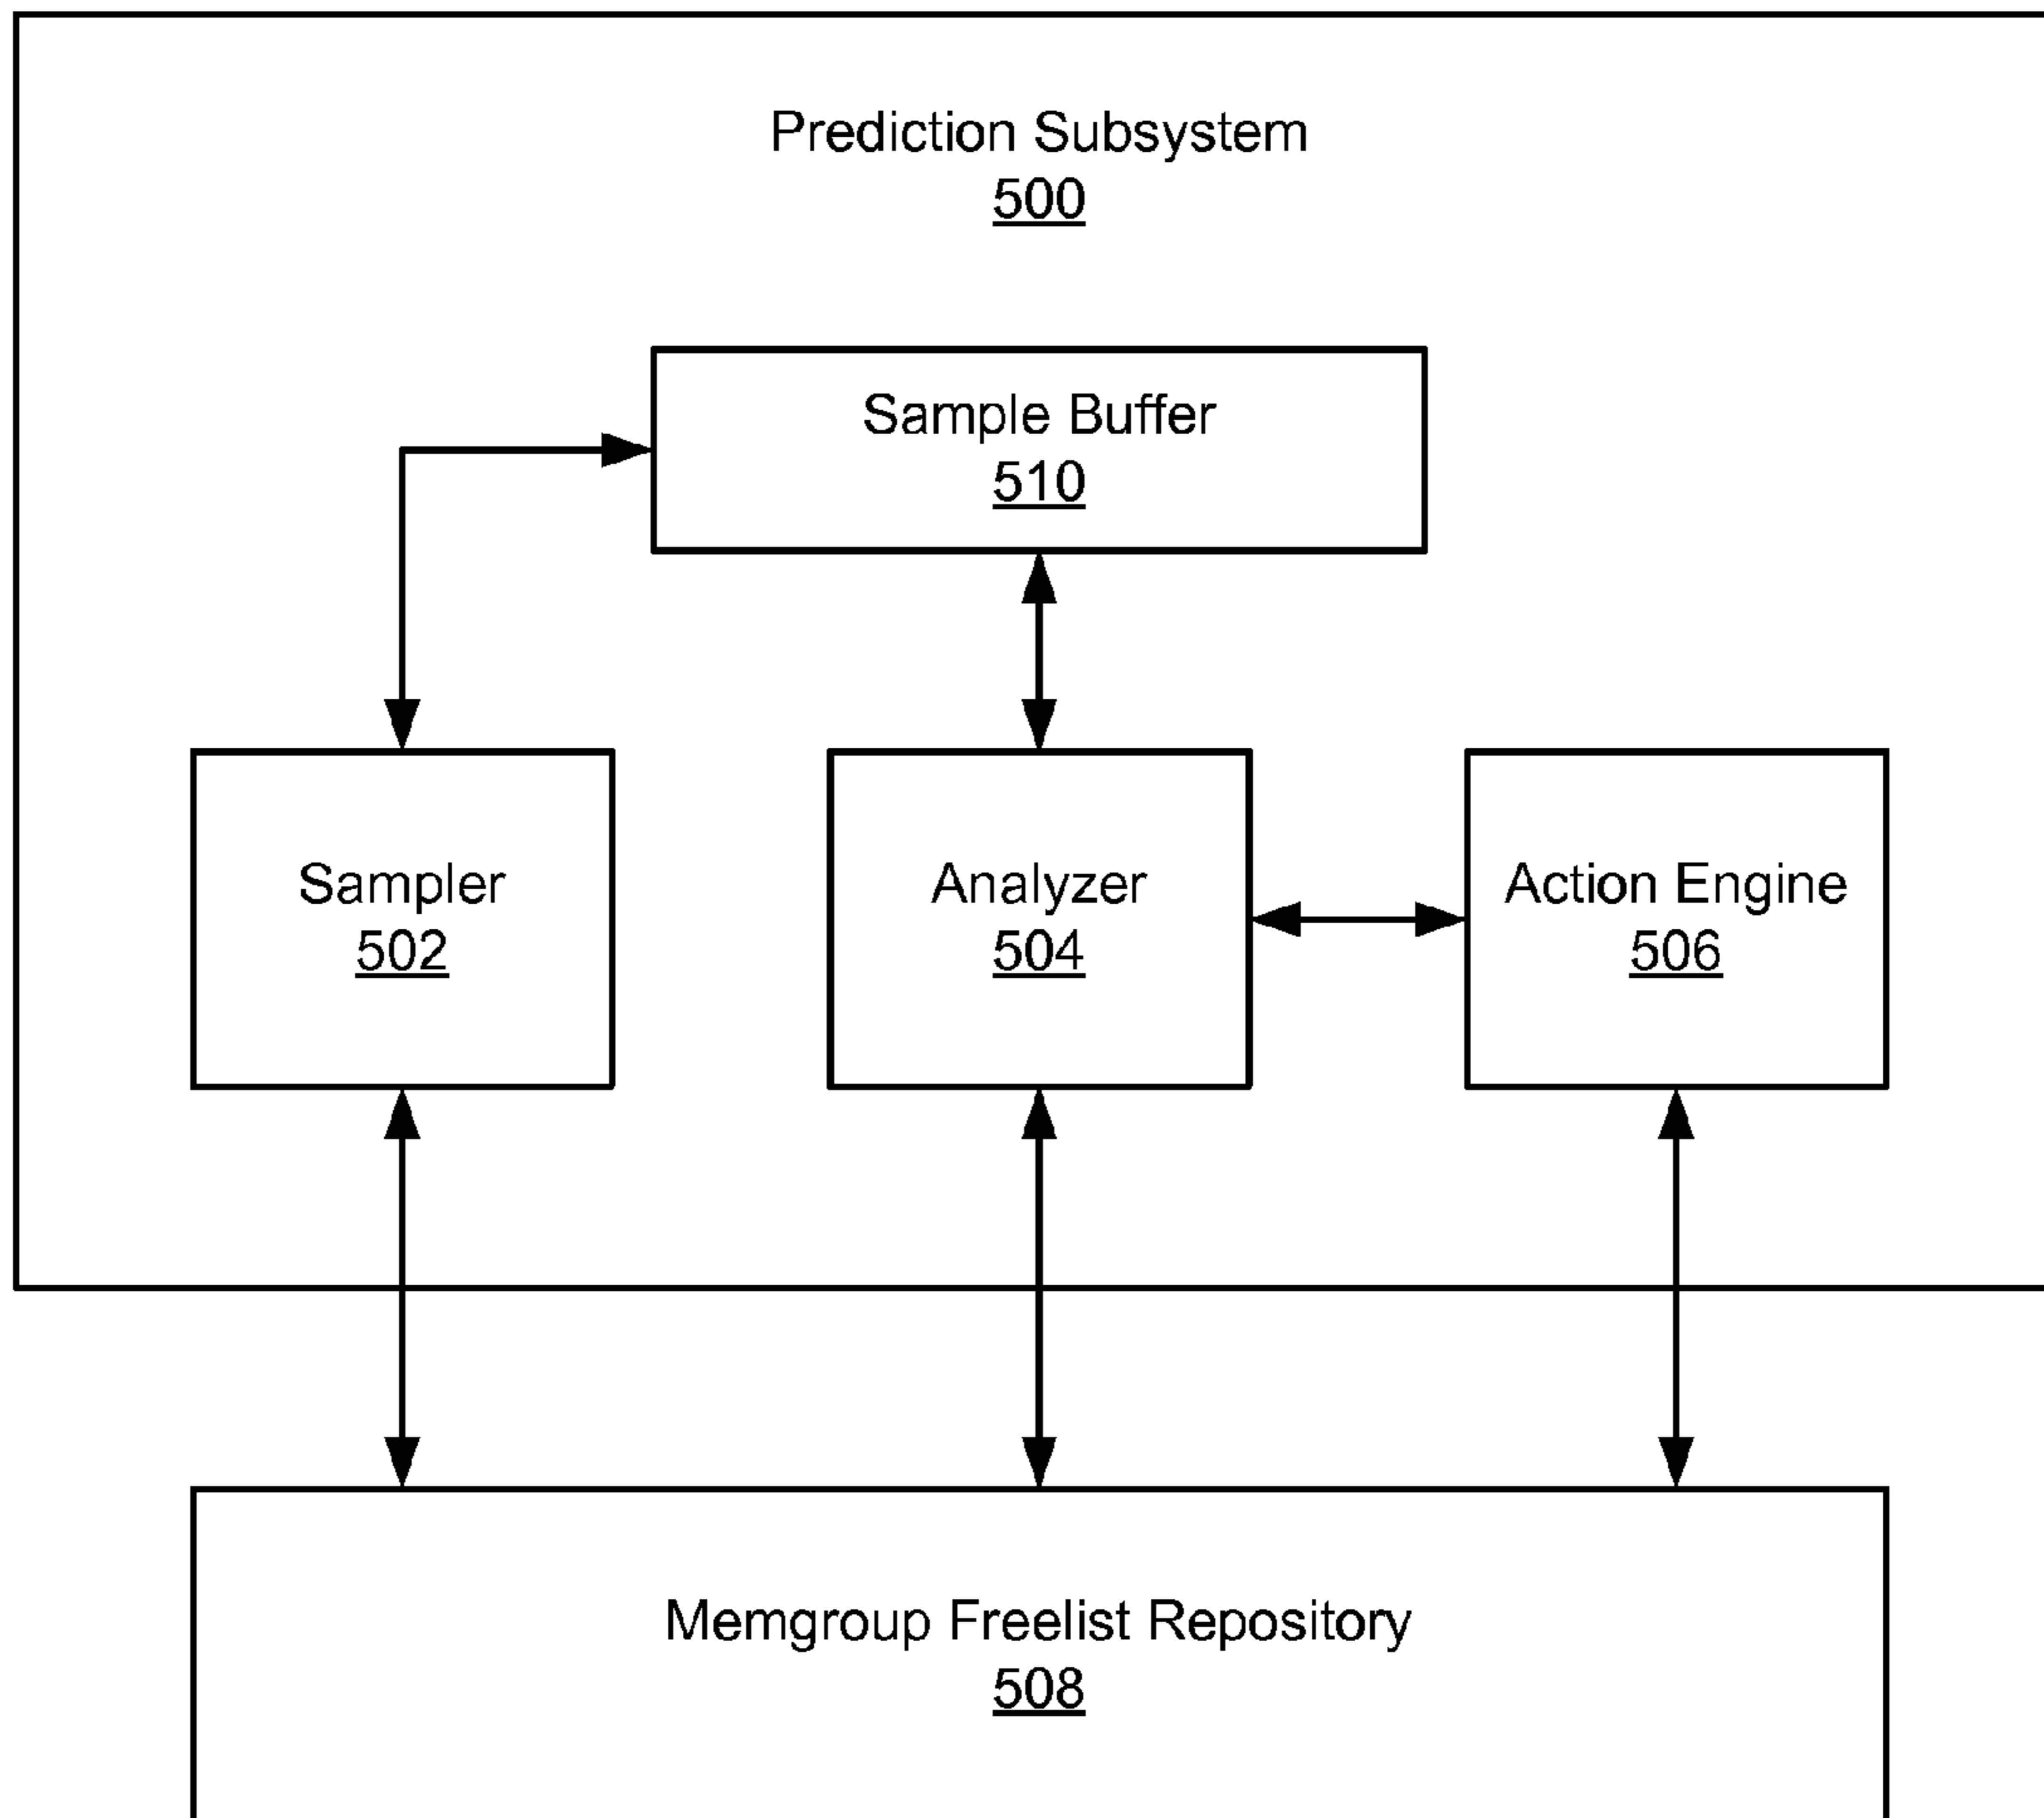 Prediction Subsystem
500
Sample Buffer
510
Sampler
502
Analyzer
504
Action Engine
506
Memgroup Freelist Repository
508